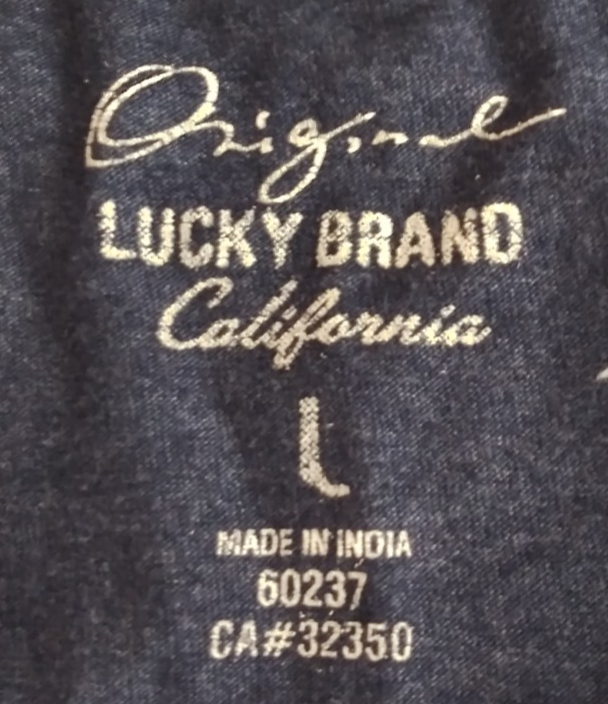 Original
LUCKY BRAND
California
L
MADE IN INDIA
60237
CA#32350